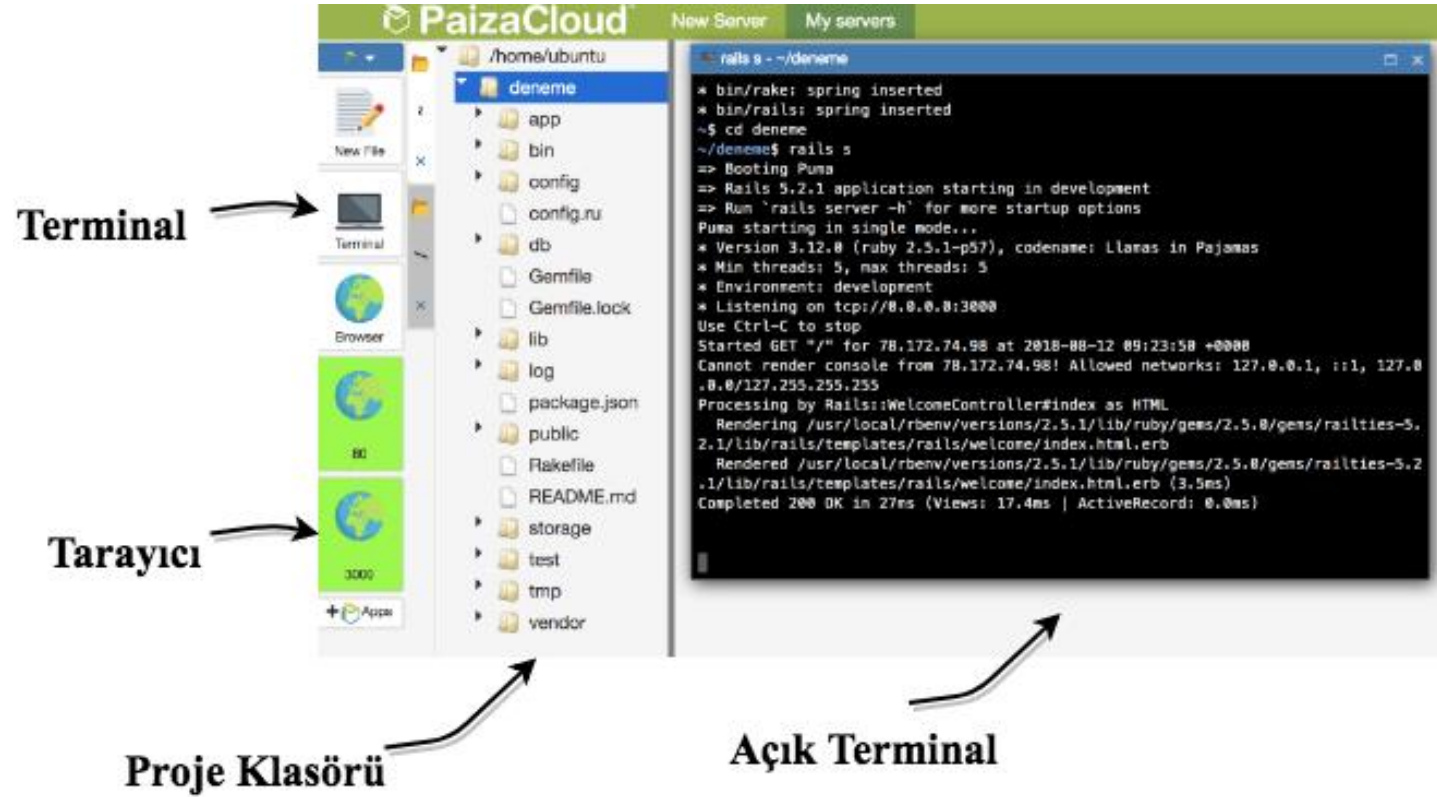 PaizaCloud New Server My servers
New File
Terminal
Browser
80
3000
+ Apps
/home/ubuntu
deneme
app
bin
config
config.ru
db
Gemfile
Gemfile.lock
lib
log
package.json
public
Rakefile
README.md
storage
test
tmp
vendor
rails s - ~/deneme
* bin/rake: spring inserted
* bin/rails: spring inserted
~$ cd deneme
~/deneme$ rails s
=> Booting Puma
=> Rails 5.2.1 application starting in development
=> Run `rails server -h` for more startup options
Puma starting in single mode...
* Version 3.12.0 (ruby 2.5.1-p57), codename: Llamas in Pajamas
* Min threads: 5, max threads: 5
* Environment: development
* Listening on tcp://0.0.0.0:3000
Use Ctrl-C to stop
Started GET "/" for 78.172.74.98 at 2018-08-12 09:23:50 +0000
Cannot render console from 78.172.74.98! Allowed networks: 127.0.0.1, ::1, 127.0
.0.0/127.255.255.255
Processing by Rails::WelcomeController#index as HTML
Rendering /usr/local/rbenv/versions/2.5.1/lib/ruby/gems/2.5.0/gems/railties-5.
2.1/lib/rails/templates/rails/welcome/index.html.erb
Rendered /usr/local/rbenv/versions/2.5.1/lib/ruby/gems/2.5.0/gems/railties-5.2
.1/lib/rails/templates/rails/welcome/index.html.erb (3.5ms)
Completed 200 OK in 27ms (Views: 17.4ms | ActiveRecord: 0.0ms)
Terminal
Tarayıcı
Proje Klasörü
Açık Terminal